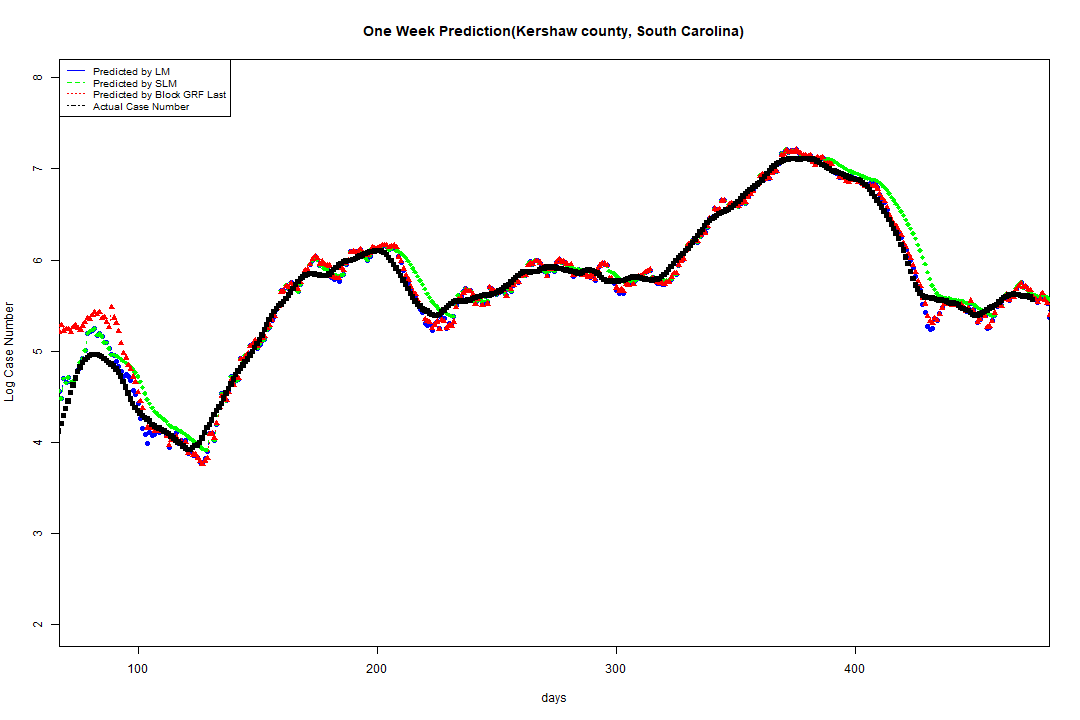 One Week Prediction(Kershaw county, South Carolina)
Predicted by LM
Predicted by SLM
Predicted by Block GRF Last
Actual Case Number
8
7
6
5
4
3
2
Log Case Number
100 200 300 400
days